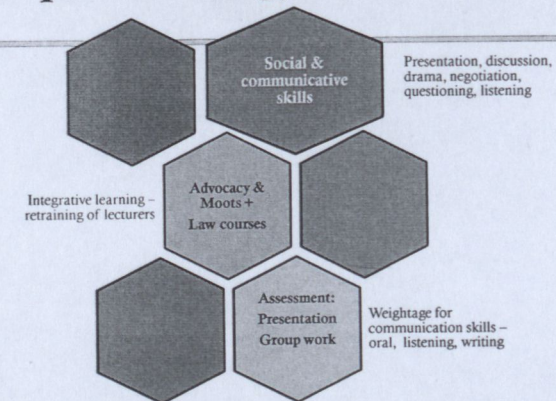 Social &
communicative
skills
Presentation, discussion,
drama, negotiation,
questioning, listening
Integrative learning –
retraining of lecturers
Advocacy &
Moots +
Law courses
Assessment:
Presentation
Group work
Weightage for
communication skills –
oral, listening, writing